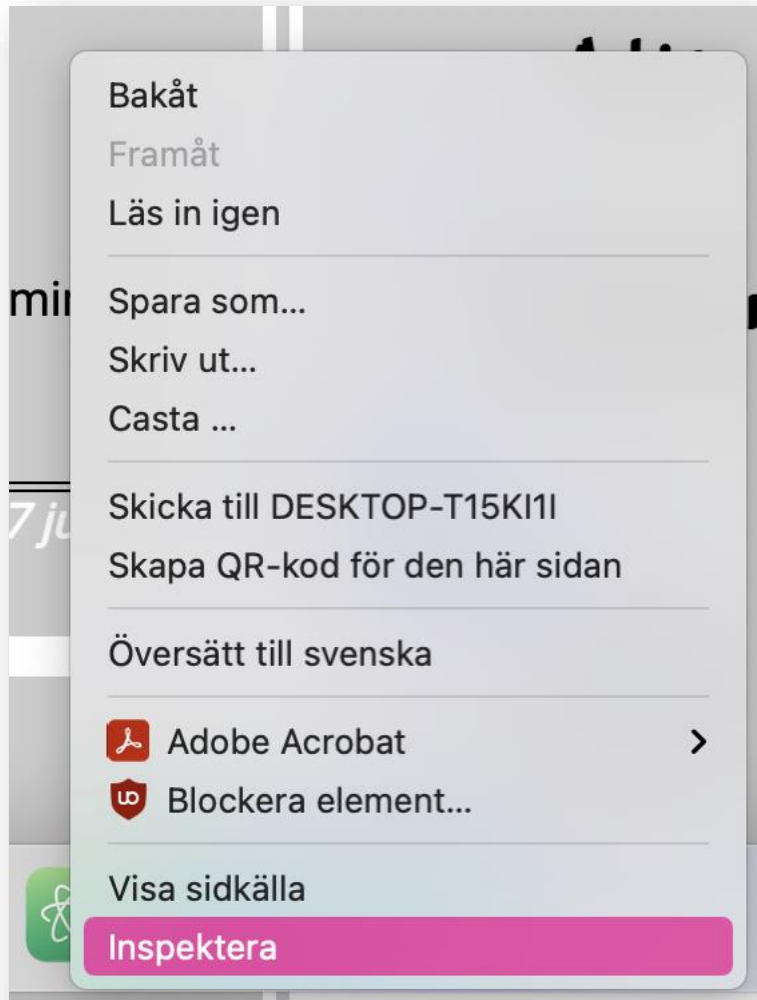 Bakåt
Framåt
Läs in igen
Spara som...
Skriv ut...
Casta ...
Skicka till DESKTOP-T15KI1I
Skapa QR-kod för den här sidan
Översätt till svenska
Adobe Acrobat
Blockera element...
Visa sidkälla
Inspektera